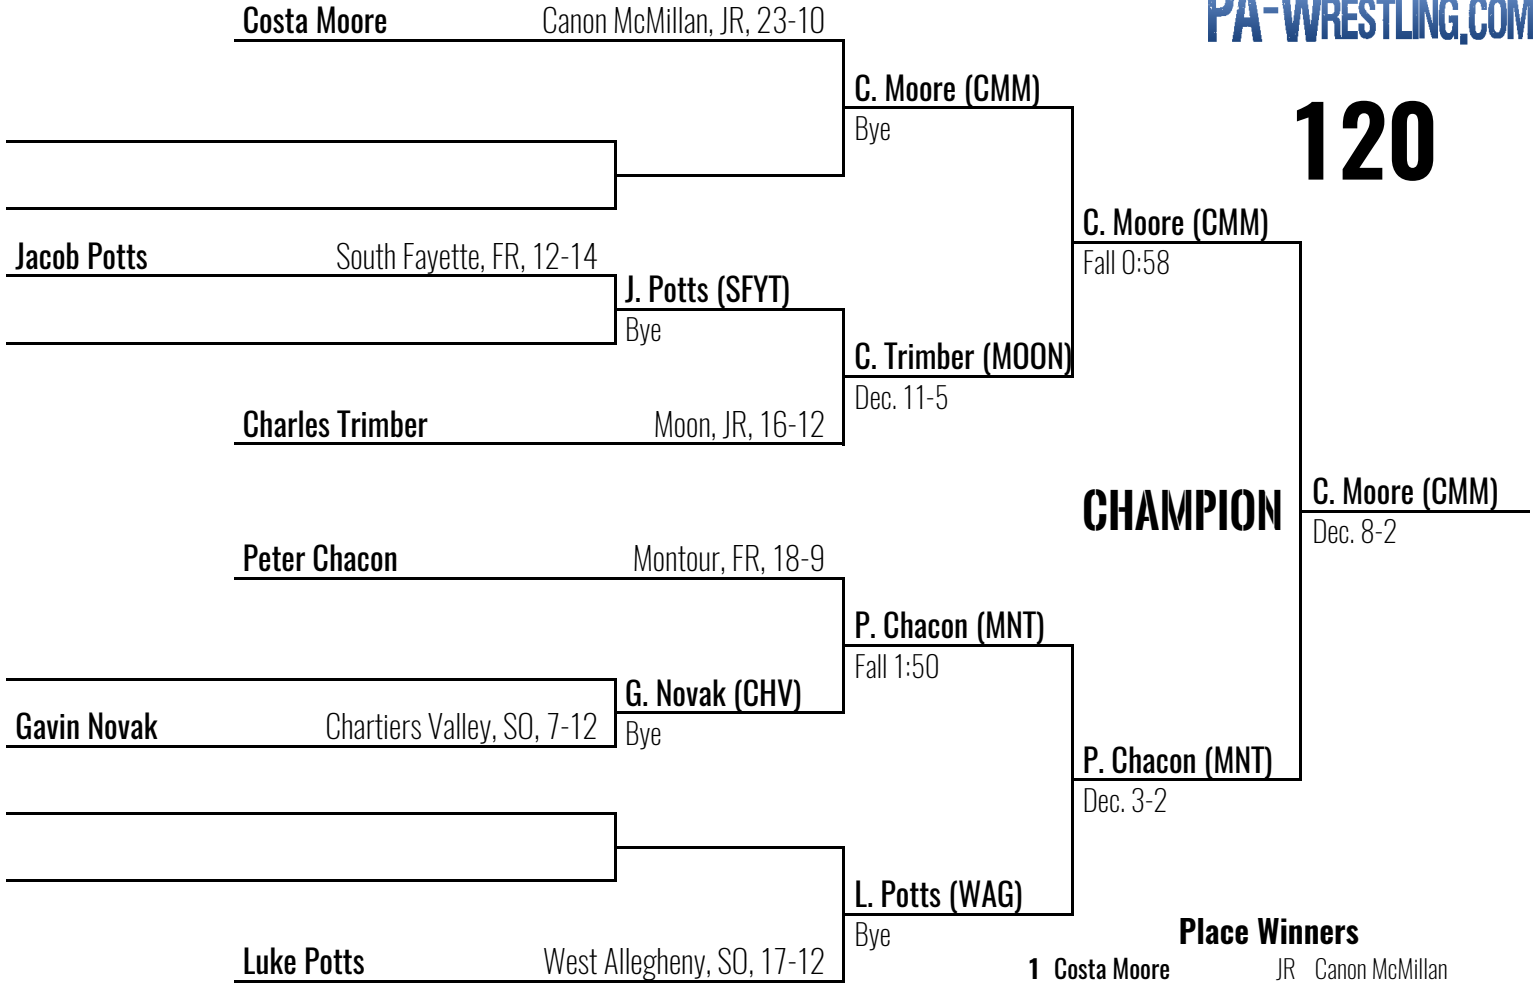 PA-WRESTLING.COM
120
Costa Moore Canon McMillan, JR, 23-10
C. Moore (CMM)
Bye
C. Moore (CMM)
Fall 0:58
Jacob Potts South Fayette, FR, 12-14
J. Potts (SFYT)
Bye
C. Trimber (MOON)
Dec. 11-5
Charles Trimber Moon, JR, 16-12
CHAMPION
C. Moore (CMM)
Dec. 8-2
Peter Chacon Montour, FR, 18-9
P. Chacon (MNT)
Fall 1:50
G. Novak (CHV)
Bye
Gavin Novak Chartiers Valley, SO, 7-12
P. Chacon (MNT)
Dec. 3-2
L. Potts (WAG)
Bye
Luke Potts West Allegheny, SO, 17-12
Place Winners
1 Costa Moore JR Canon McMillan